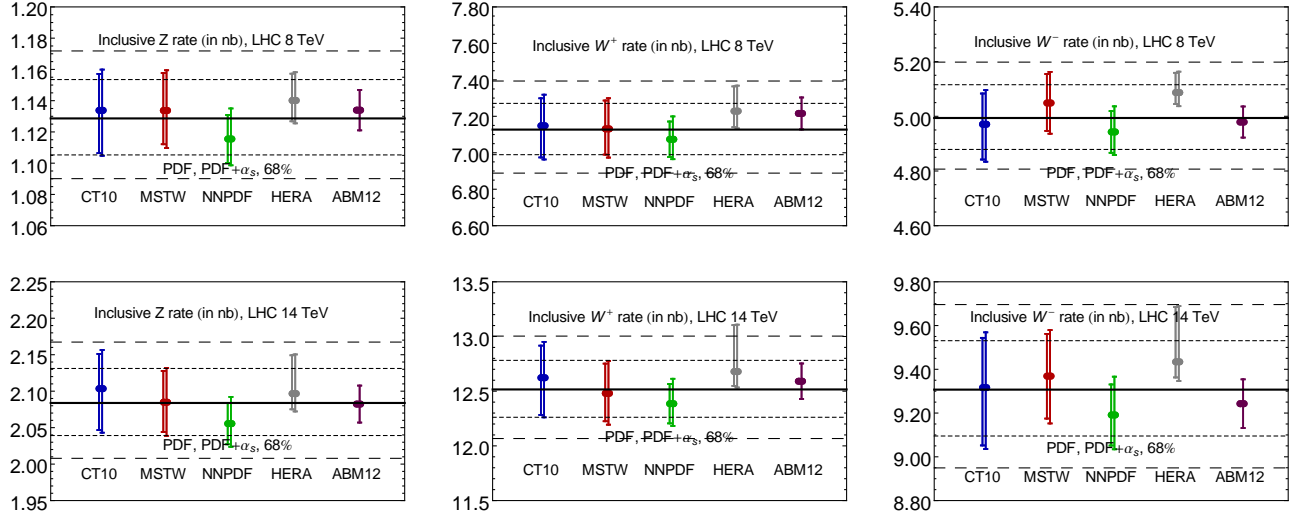 1.20
1.18
1.16
1.14
1.12
1.10
1.08
1.06
Inclusive Z rate (in nb), LHC 8 TeV
PDF, PDF+αs, 68%
CT10 MSTW NNPDF HERA ABM12
7.80
7.60
7.40
7.20
7.00
6.80
6.60
Inclusive W+ rate (in nb), LHC 8 TeV
PDF, PDF+αs, 68%
CT10 MSTW NNPDF HERA ABM12
5.40
5.20
5.00
4.80
4.60
Inclusive W− rate (in nb), LHC 8 TeV
PDF, PDF+αs, 68%
CT10 MSTW NNPDF HERA ABM12
2.25
2.20
2.15
2.10
2.05
2.00
1.95
Inclusive Z rate (in nb), LHC 14 TeV
PDF, PDF+αs, 68%
CT10 MSTW NNPDF HERA ABM12
13.5
13.0
12.5
12.0
11.5
Inclusive W+ rate (in nb), LHC 14 TeV
PDF, PDF+αs, 68%
CT10 MSTW NNPDF HERA ABM12
9.80
9.60
9.40
9.20
9.00
8.80
Inclusive W− rate (in nb), LHC 14 TeV
PDF, PDF+αs, 68%
CT10 MSTW NNPDF HERA ABM12